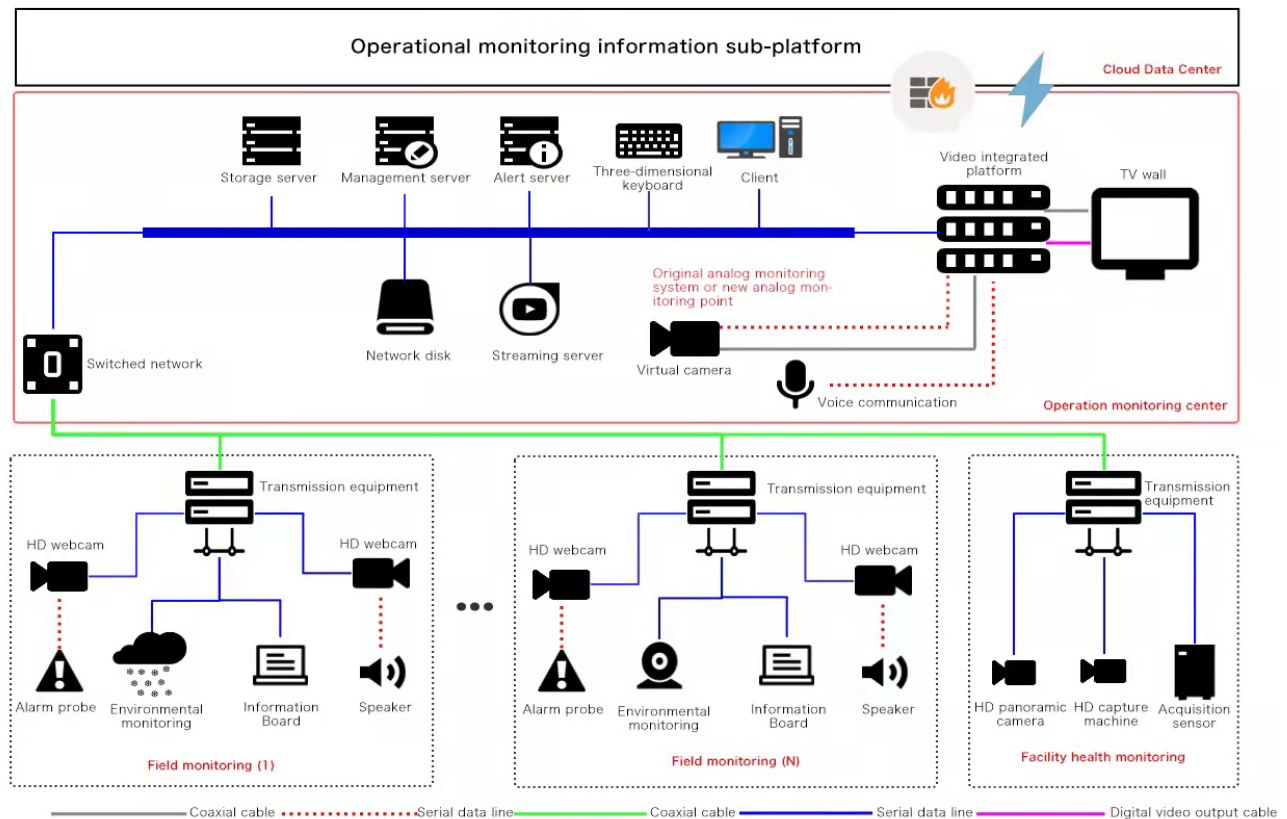 Operational monitoring information sub-platform
Cloud Data Center
Storage server
Management server
Alert server
Three-dimensional
keyboard
Client
Video integrated
platform
TV wall
Original analog monitoring
system or new analog mon-
itoring point
Network disk
Streaming server
Virtual camera
Switched network
Voice communication
Operation monitoring center
Transmission equipment
HD webcam
HD webcam
Alarm probe
Environmental
monitoring
Information
Board
Speaker
Field monitoring (1)
Transmission equipment
HD webcam
HD webcam
Alarm probe
Environmental
monitoring
Information
Board
Speaker
Field monitoring (N)
Transmission
equipment
HD panoramic
camera
HD capture
machine
Acquisition
sensor
Facility health monitoring
Coaxial cable
Serial data line
Coaxial cable
Serial data line
Digital video output cable